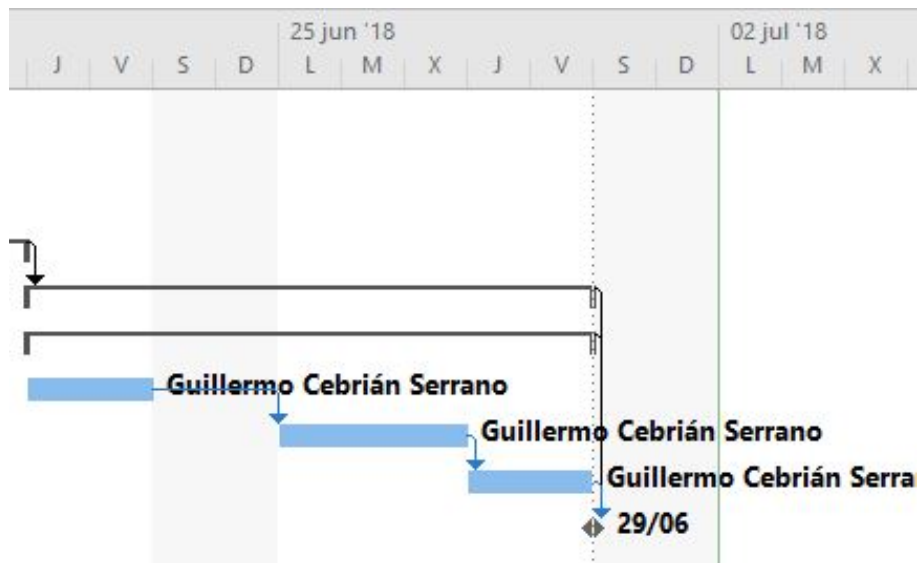 25 jun '18 02 jul '18
J V S D L M X J V S D L M X
Guillermo Cebrián Serrano
Guillermo Cebrián Serrano
Guillermo Cebrián Serra
29/06